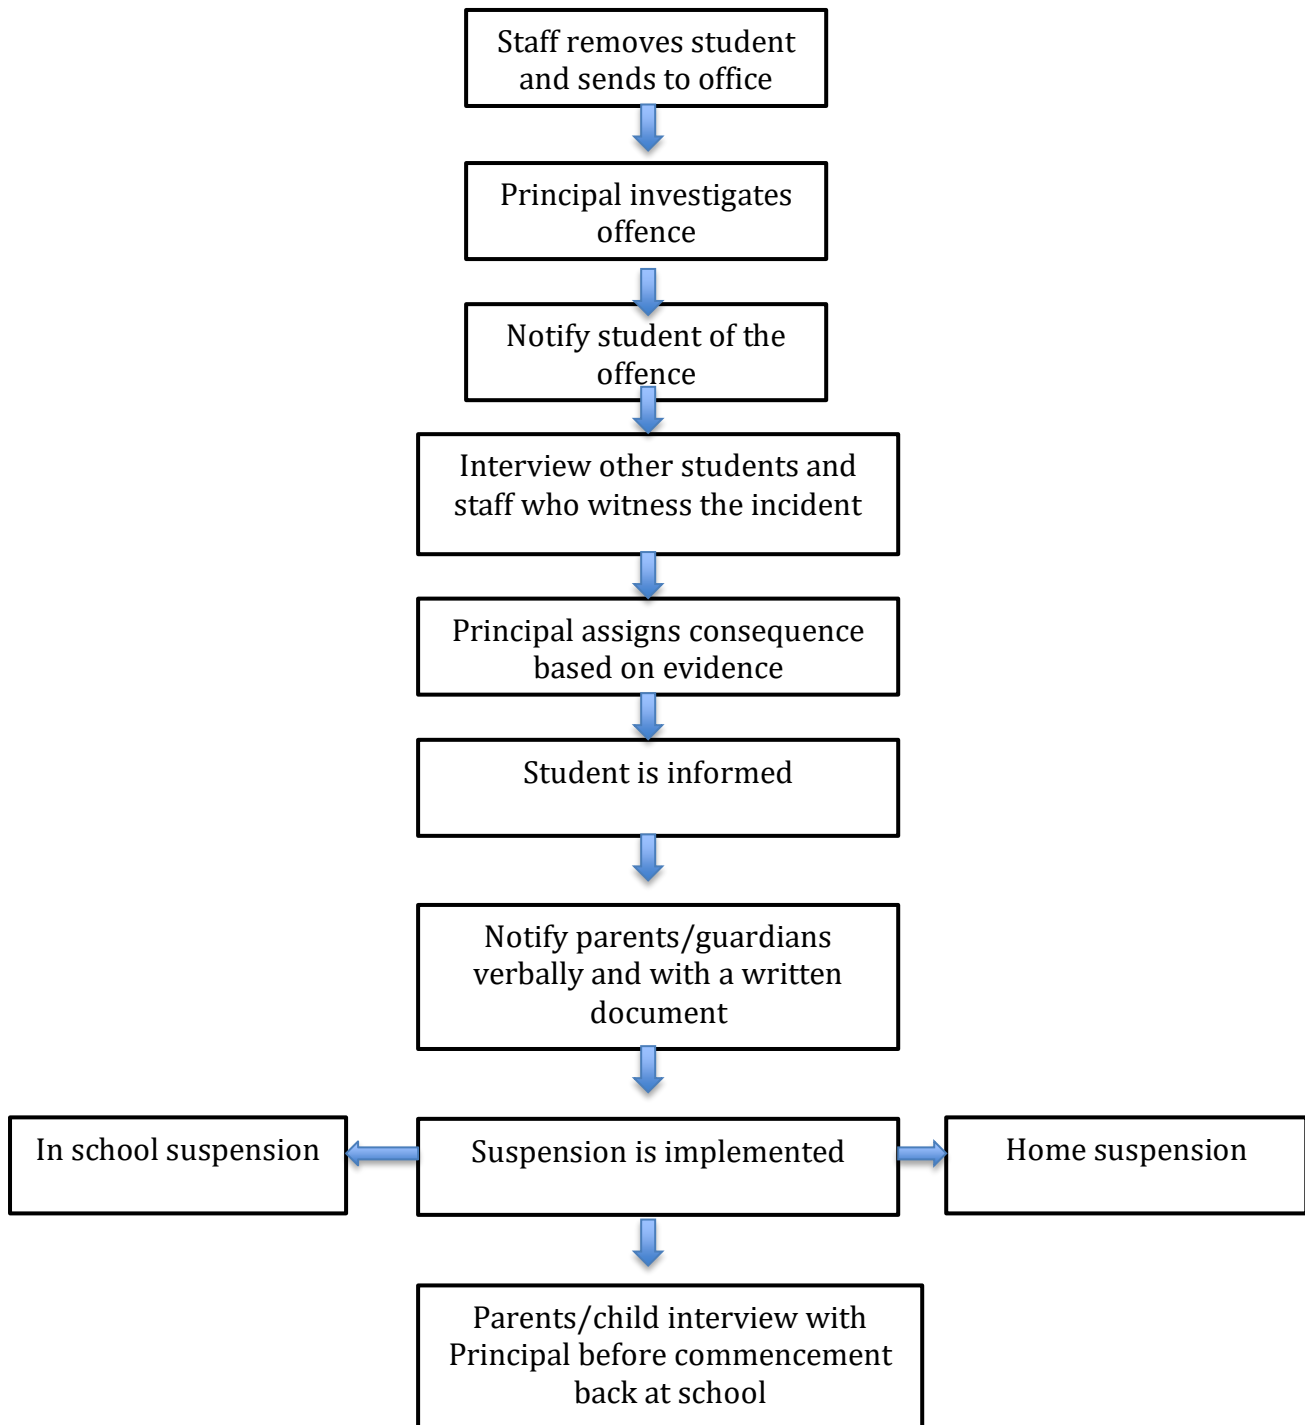 Staff removes student
and sends to office
Principal investigates
offence
Notify student of the
offence
Interview other students and
staff who witness the incident
Principal assigns consequence
based on evidence
Student is informed
Notify parents/guardians
verbally and with a written
document
In school suspension
Suspension is implemented
Home suspension
Parents/child interview with
Principal before commencement
back at school